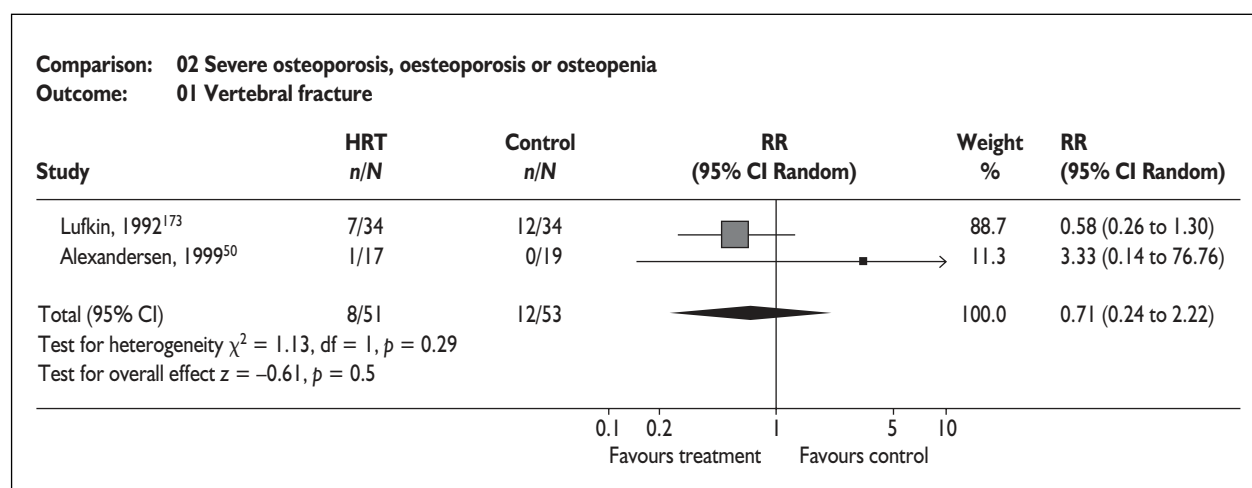 Comparison: 02 Severe osteoporosis, oesteoporosis or osteopenia
Outcome: 01 Vertebral fracture
HRT Control RR Weight RR
Study n/N n/N (95% CI Random) % (95% CI Random)
Lufkin, 1992¹⁷³ 7/34 12/34 88.7 0.58 (0.26 to 1.30)
Alexandersen, 1999⁵⁰ 1/17 0/19 11.3 3.33 (0.14 to 76.76)
Total (95% CI) 8/51 12/53 100.0 0.71 (0.24 to 2.22)
Test for heterogeneity χ² = 1.13, df = 1, p = 0.29
Test for overall effect z = –0.61, p = 0.5
0.1 0.2 1 5 10
Favours treatment Favours control